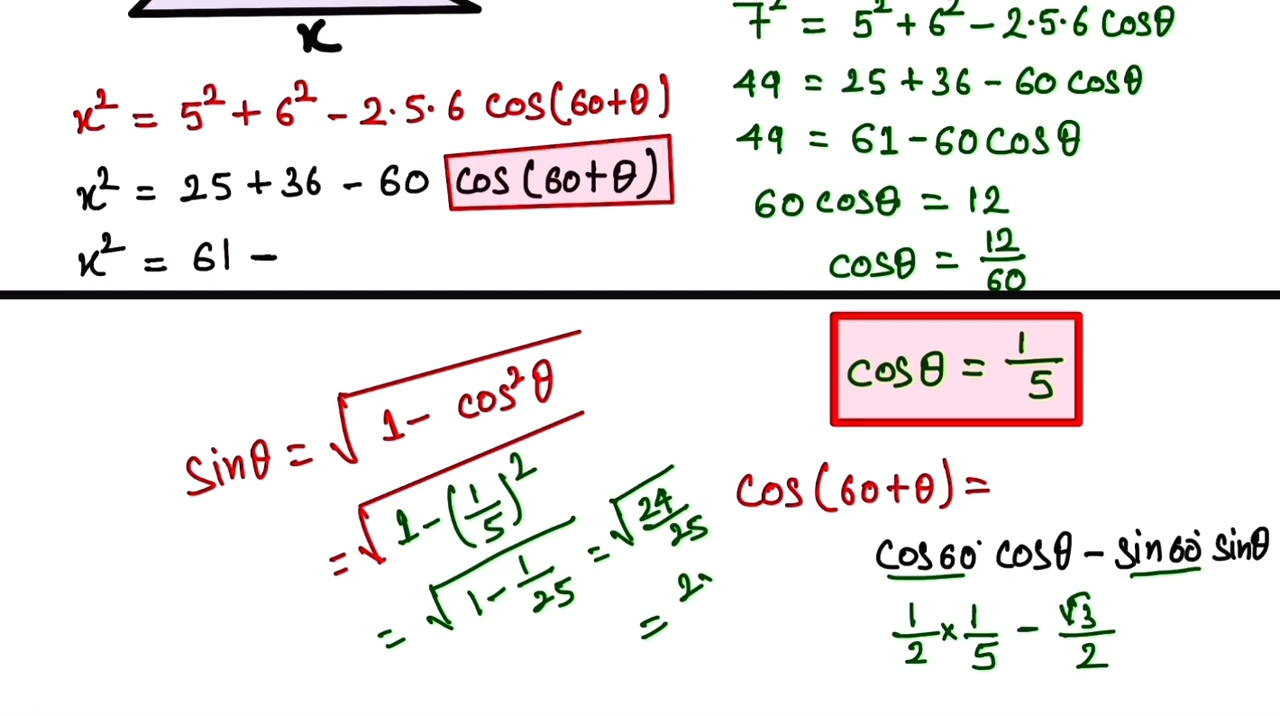 x
x² = 5² + 6² - 2·5·6 cos(60+θ)
x² = 25 + 36 - 60 cos(60+θ)
x² = 61 -
7² = 5² + 6² - 2·5·6 cosθ
49 = 25 + 36 - 60 cosθ
49 = 61 - 60 cosθ
60 cosθ = 12
cosθ = 12/60
cosθ = 1/5
sinθ = √(1 - cos²θ)
= √(1 - (1/5)²)
= √(1 - 1/25) = √(24/25)
= 2
cos(60+θ) =
cos60° cosθ - sin60° sinθ
1/2 × 1/5 - √3/2